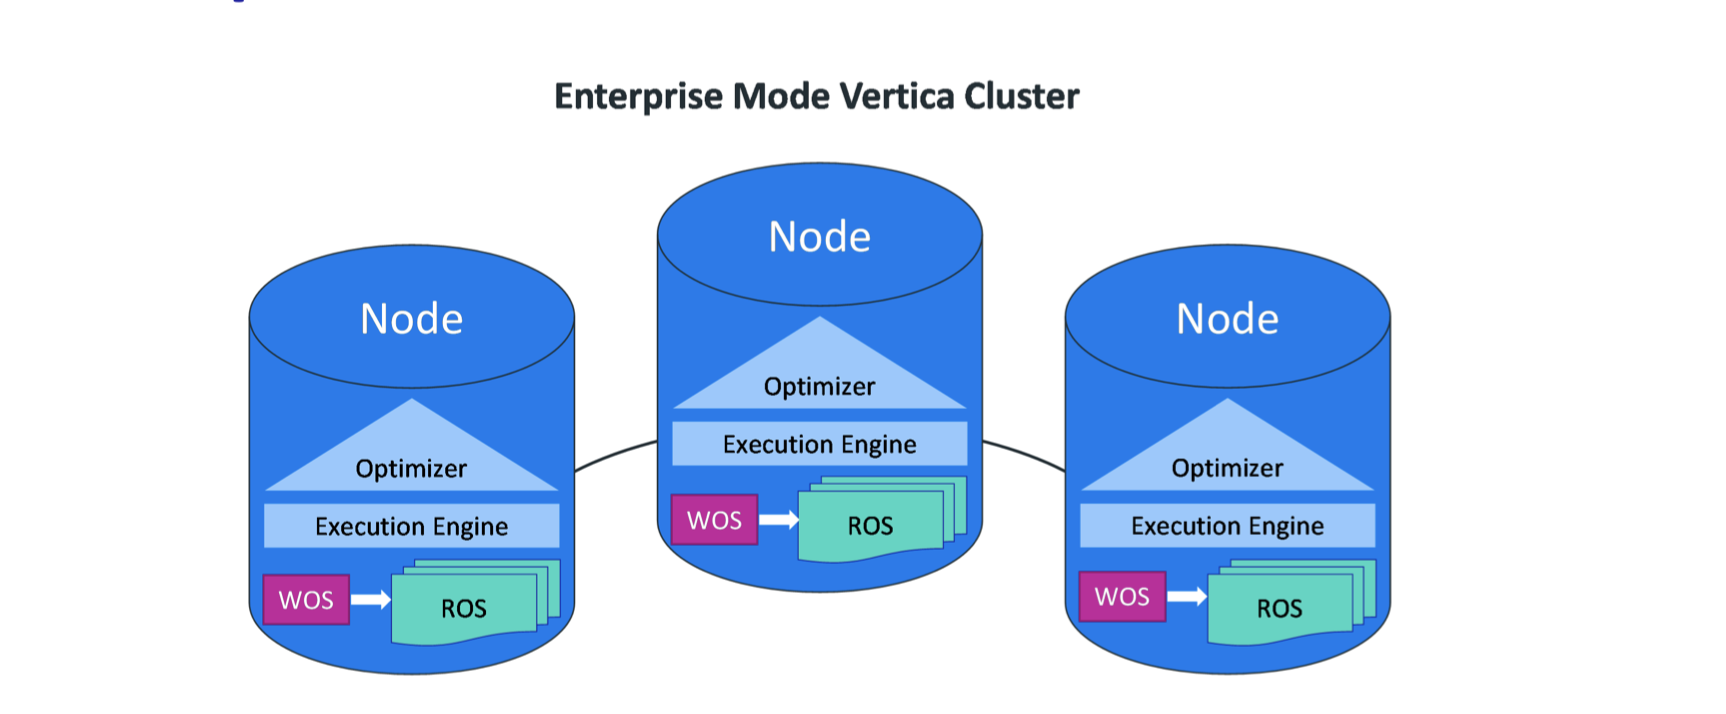 Enterprise Mode Vertica Cluster
Node
Optimizer
Execution Engine
WOS
ROS
Node
Optimizer
Execution Engine
WOS
ROS
Node
Optimizer
Execution Engine
WOS
ROS